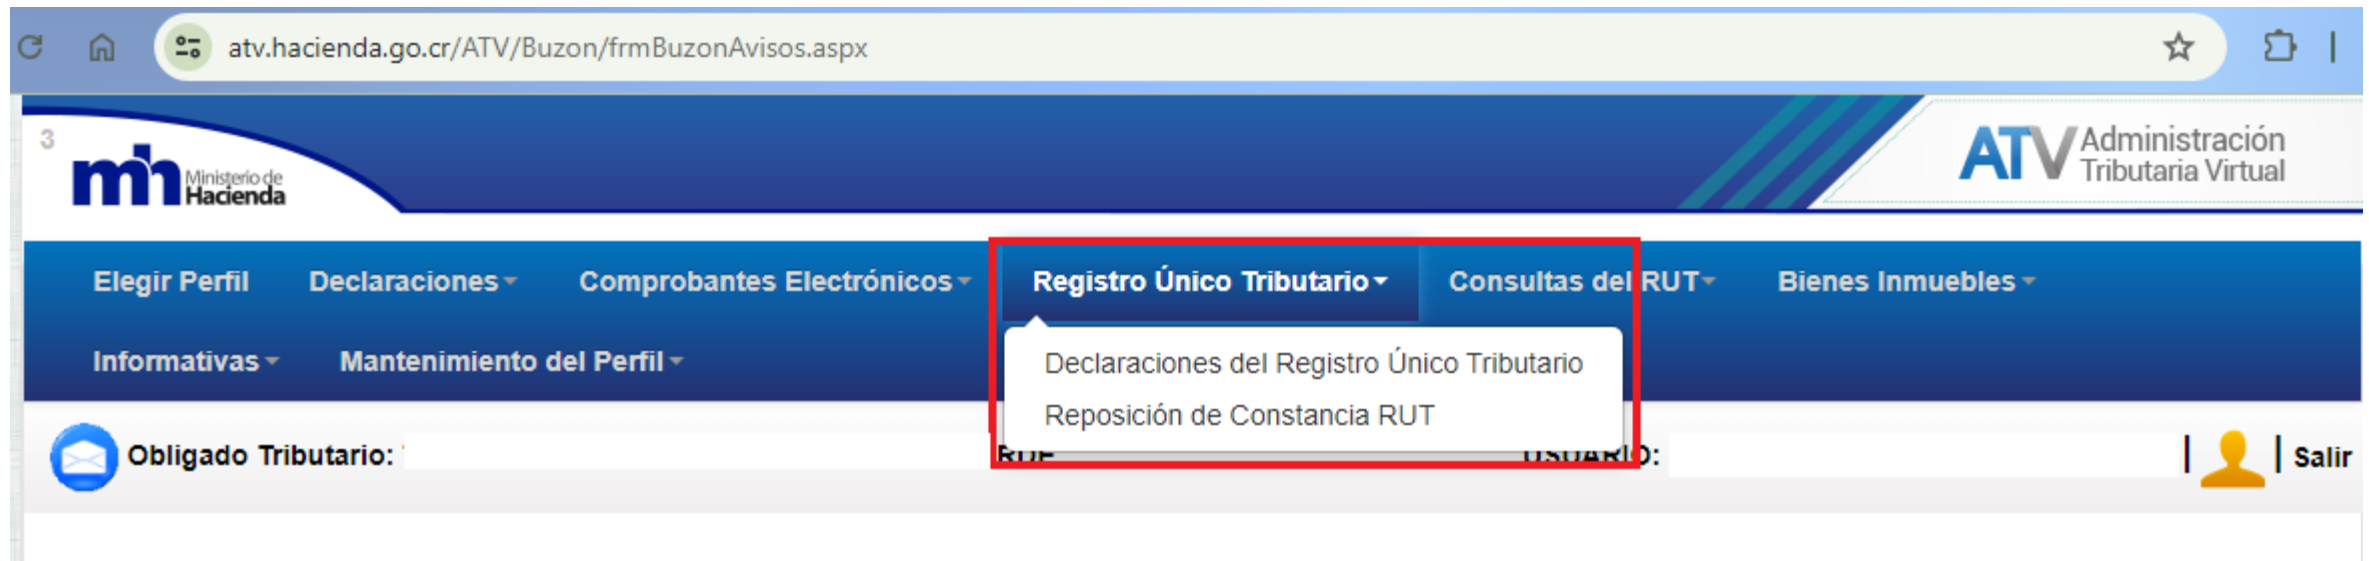 atv.hacienda.go.cr/ATV/Buzon/frmBuzonAvisos.aspx
3
mh Ministerio de Hacienda
ATV Administración Tributaria Virtual
Elegir Perfil Declaraciones Comprobantes Electrónicos Registro Único Tributario Consultas del RUT Bienes Inmuebles
Informativas Mantenimiento del Perfil
Declaraciones del Registro Único Tributario
Reposición de Constancia RUT
Obligado Tributario: USUARIO: | | Salir